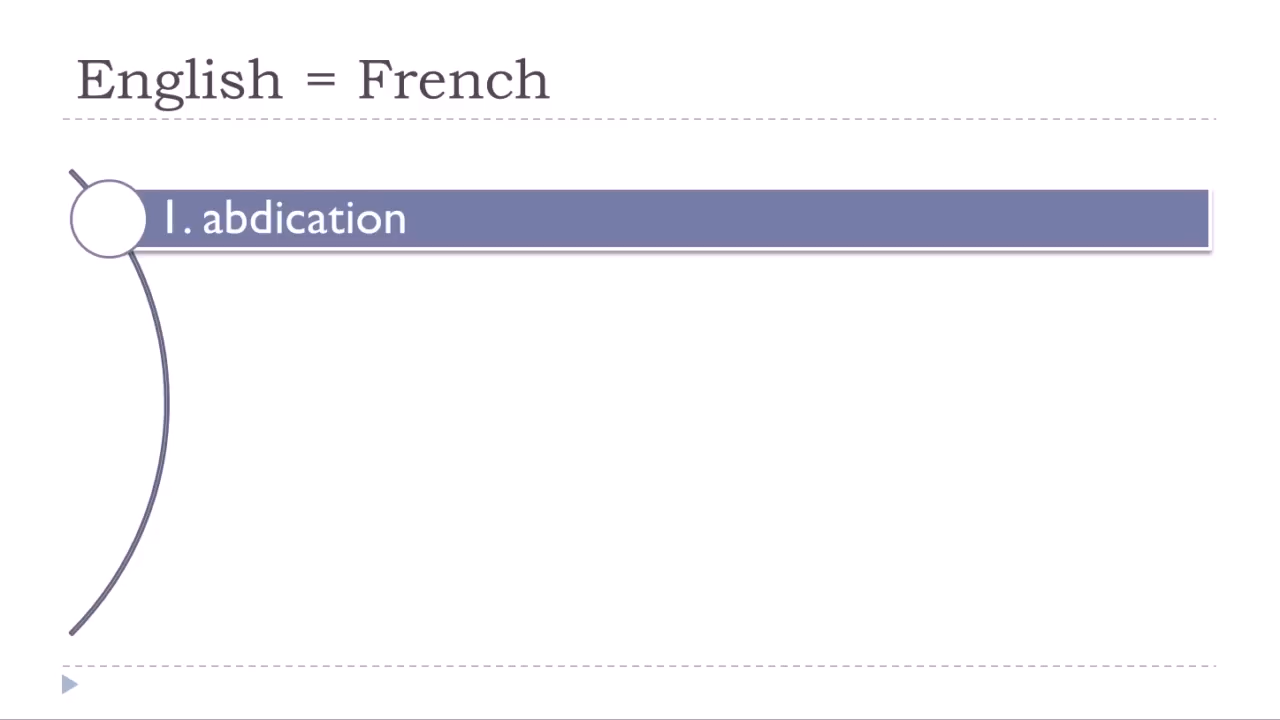 English = French
1. abdication